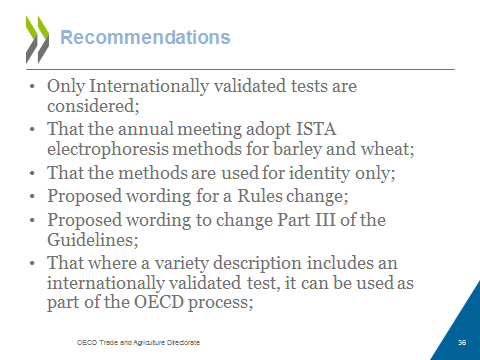 Recommendations
• Only Internationally validated tests are
considered;
• That the annual meeting adopt ISTA
electrophoresis methods for barley and wheat;
• That the methods are used for identity only;
• Proposed wording for a Rules change;
• Proposed wording to change Part III of the
Guidelines;
• That where a variety description includes an
internationally validated test, it can be used as
part of the OECD process;
OECD Trade and Agriculture Directorate
36